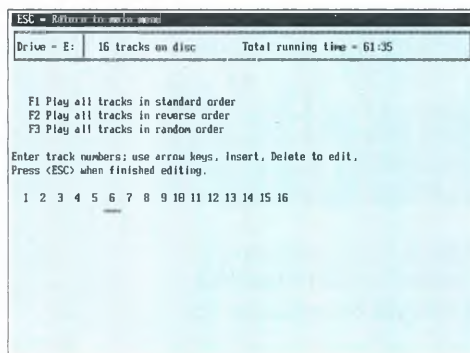 ESC - Return to main menu
Drive - E: 16 tracks on disc Total running time - 61:35
F1 Play all tracks in standard order
F2 Play all tracks in reverse order
F3 Play all tracks in random order
Enter track numbers; use arrow keys, Insert, Delete to edit.
Press <ESC> when finished editing.
1 2 3 4 5 6 7 8 9 10 11 12 13 14 15 16